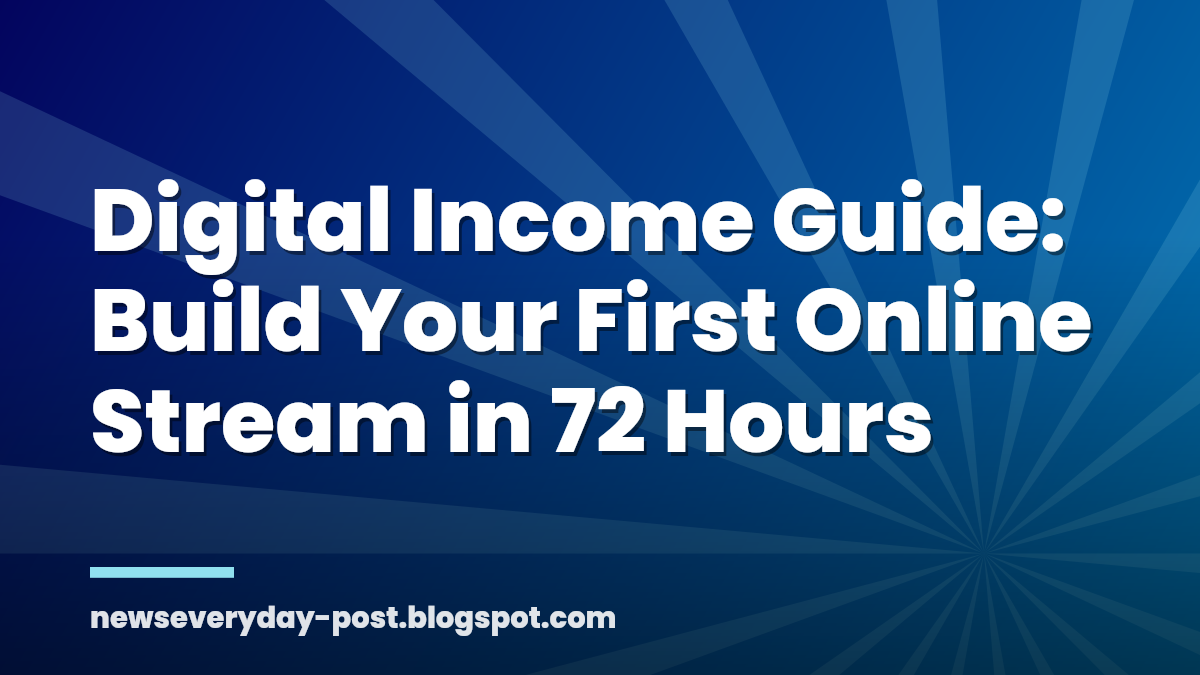 Digital Income Guide:
Build Your First Online
Stream in 72 Hours
newseveryday-post.blogspot.com